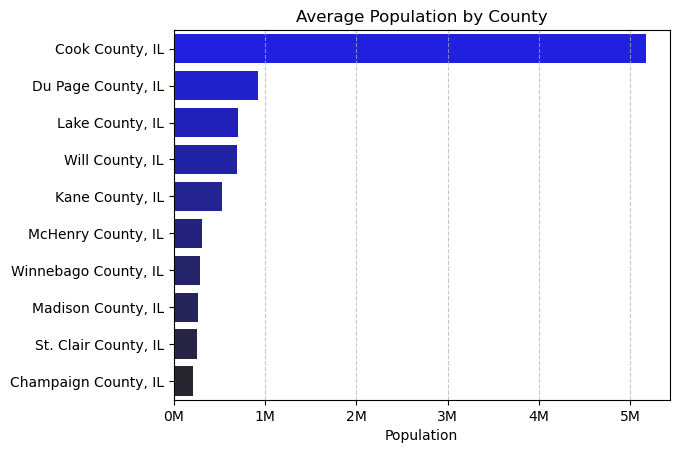 Average Population by County
Cook County, IL
Du Page County, IL
Lake County, IL
Will County, IL
Kane County, IL
McHenry County, IL
Winnebago County, IL
Madison County, IL
St. Clair County, IL
Champaign County, IL
0M 1M 2M 3M 4M 5M
Population